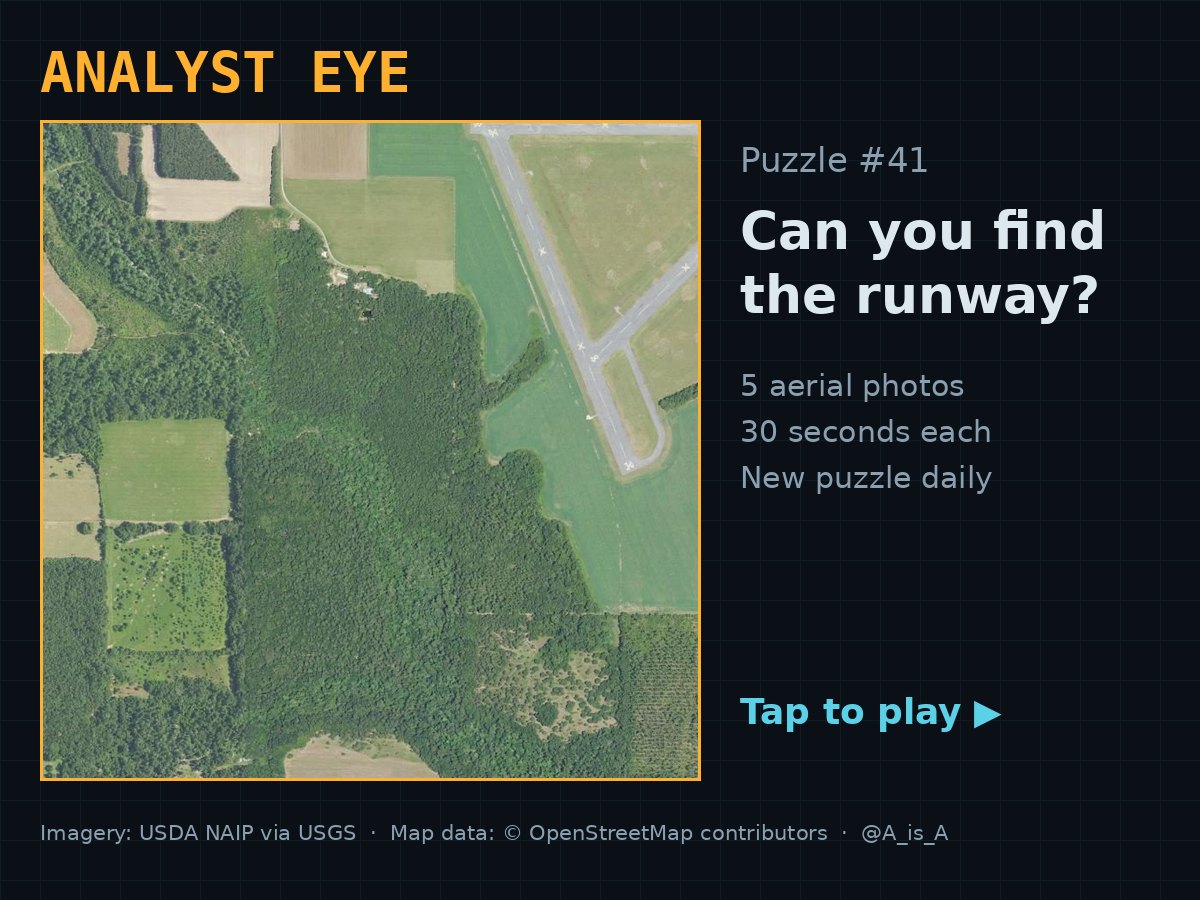 ANALYST EYE
Puzzle #41
Can you find
the runway?
5 aerial photos
30 seconds each
New puzzle daily
Tap to play ▶
Imagery: USDA NAIP via USGS · Map data: © OpenStreetMap contributors · @A_is_A